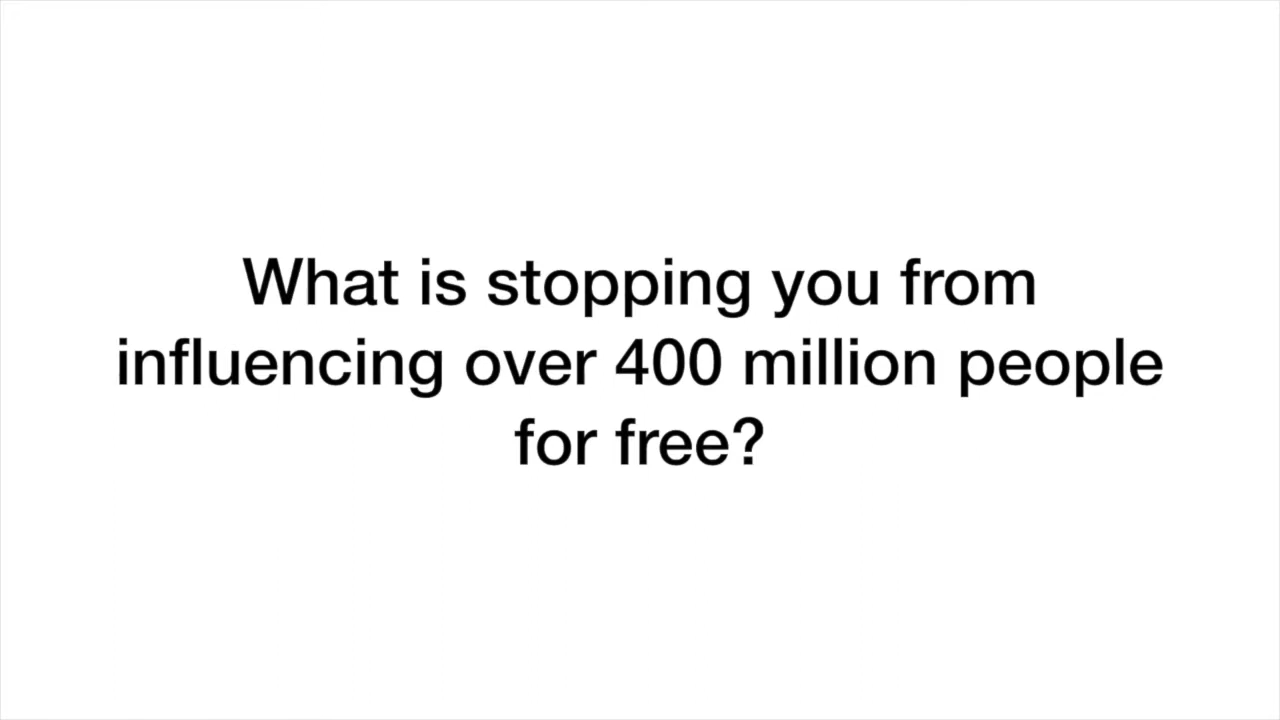 What is stopping you from
influencing over 400 million people
for free?